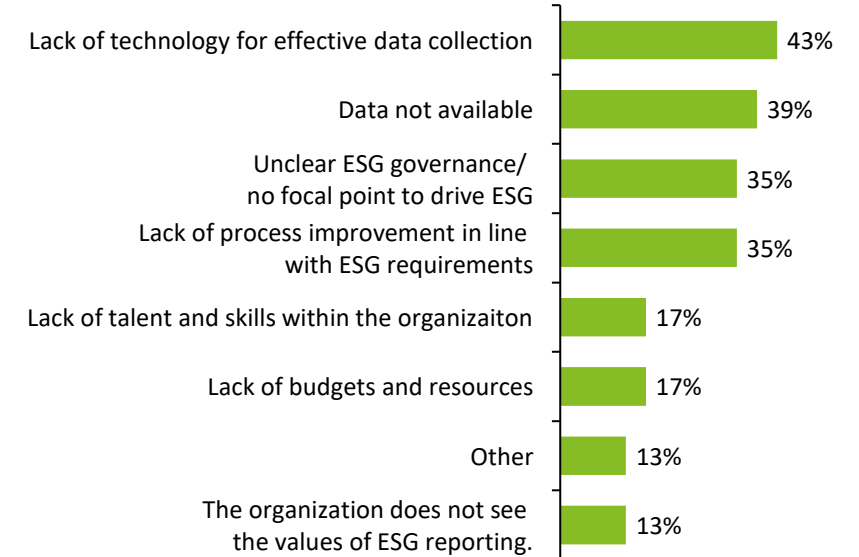 Lack of technology for effective data collection 43%
Data not available 39%
Unclear ESG governance/
no focal point to drive ESG 35%
Lack of process improvement in line
with ESG requirements 35%
Lack of talent and skills within the organizaiton 17%
Lack of budgets and resources 17%
Other 13%
The organization does not see
the values of ESG reporting. 13%